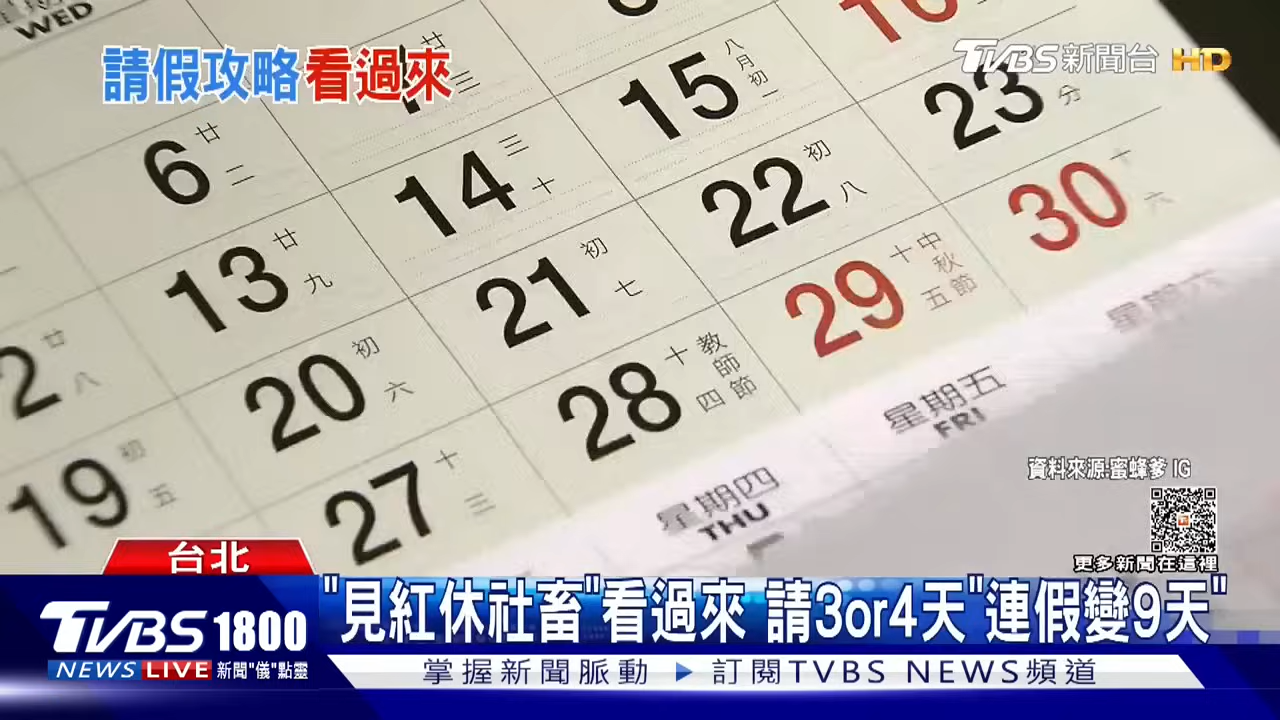 WED
請假攻略看過來
TVBS新聞台 HD
16
15 八月初一
23 分
6 廿二
14 三十
22 初八
30 十六
13 廿九
21 初七
29 十五 中秋節
星期六
廿八
20 初六
28 十四 教師節
星期五
FRI
19 初五
27 十三
星期四
THU
資料來源:蜜蜂爹 IG
更多新聞在這裡
台北
"見紅休社畜"看過來 請3or4天"連假變9天"
TVBS 1800
NEWS LIVE 新聞"儀"點靈
掌握新聞脈動 ▶ 訂閱TVBS NEWS頻道